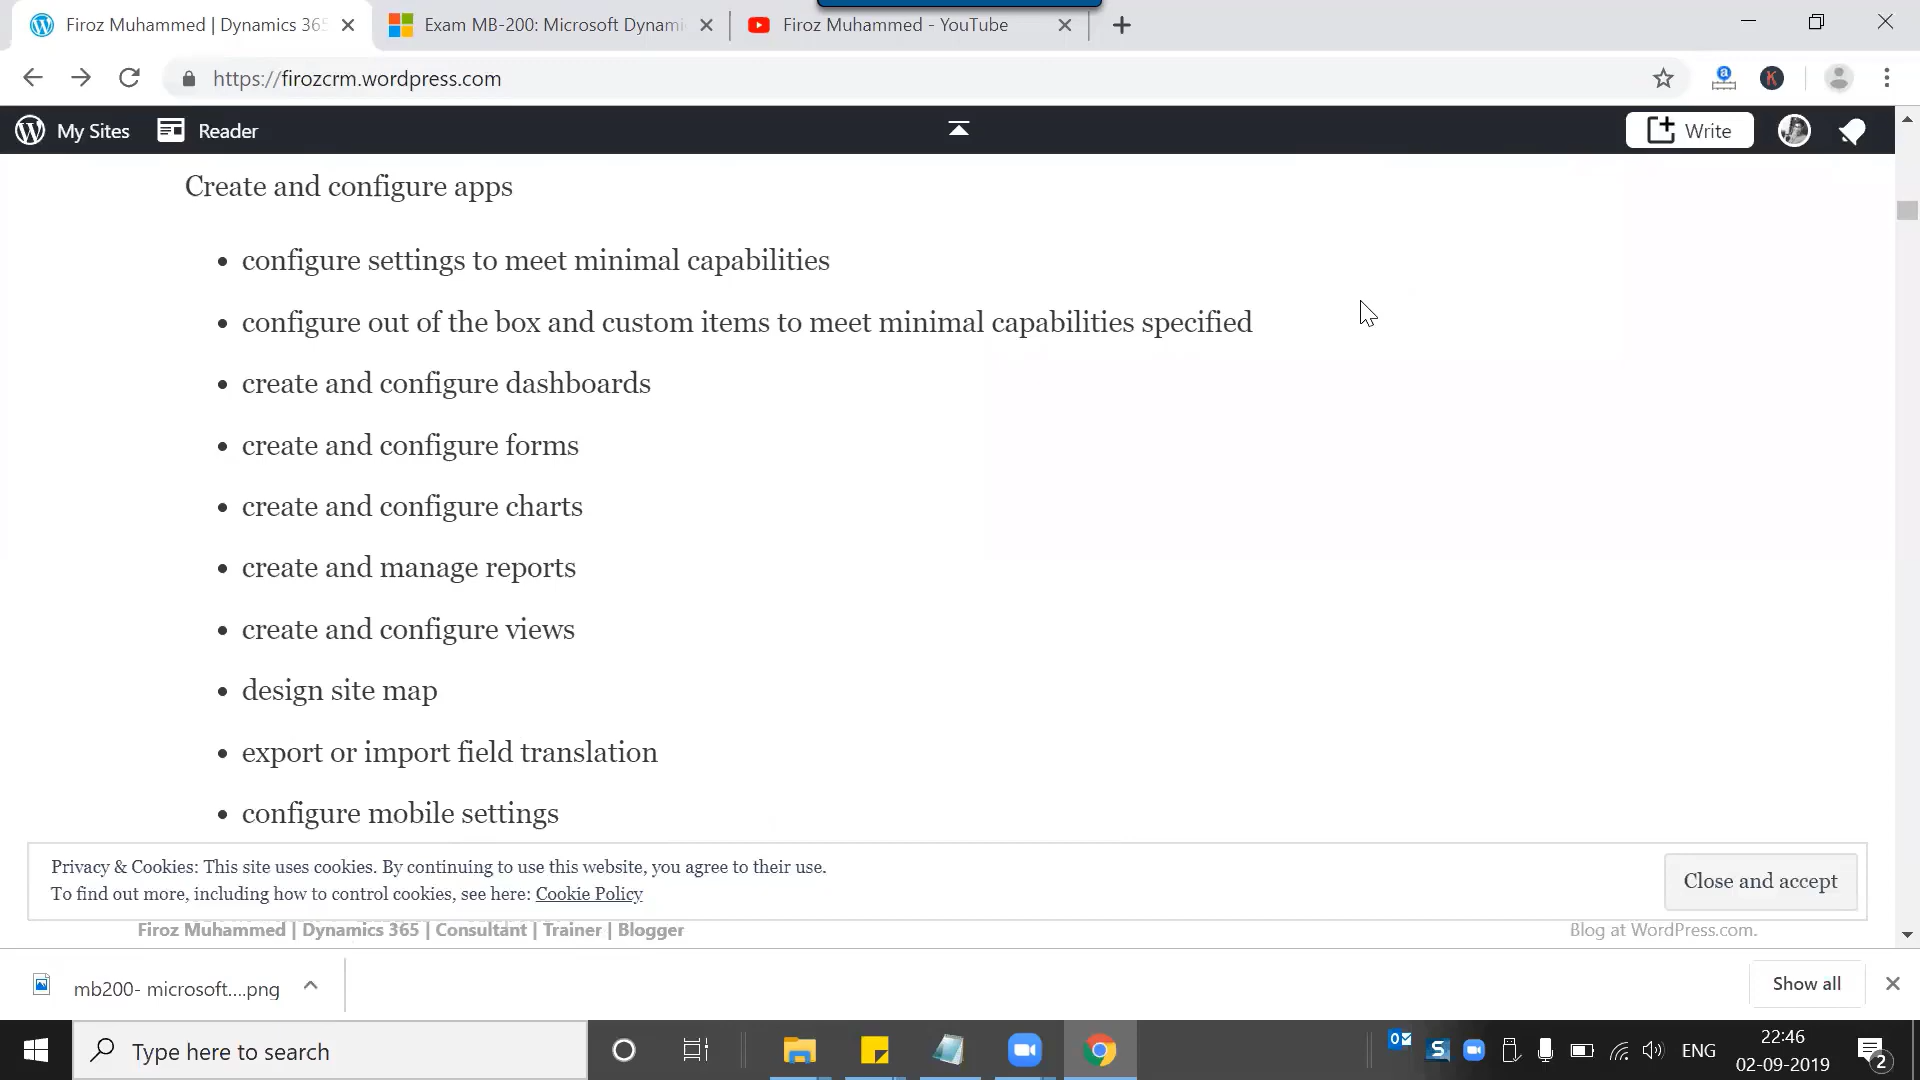 Firoz Muhammed | Dynamics 365
Exam MB-200: Microsoft Dynami
Firoz Muhammed - YouTube
https://firozcrm.wordpress.com
My Sites
Reader
Write
Create and configure apps
• configure settings to meet minimal capabilities
• configure out of the box and custom items to meet minimal capabilities specified
• create and configure dashboards
• create and configure forms
• create and configure charts
• create and manage reports
• create and configure views
• design site map
• export or import field translation
• configure mobile settings
Privacy & Cookies: This site uses cookies. By continuing to use this website, you agree to their use.
To find out more, including how to control cookies, see here: Cookie Policy
Close and accept
Firoz Muhammed | Dynamics 365 | Consultant | Trainer | Blogger
Blog at WordPress.com.
mb200- microsoft....png
Show all
Type here to search
ENG
22:46
02-09-2019
2